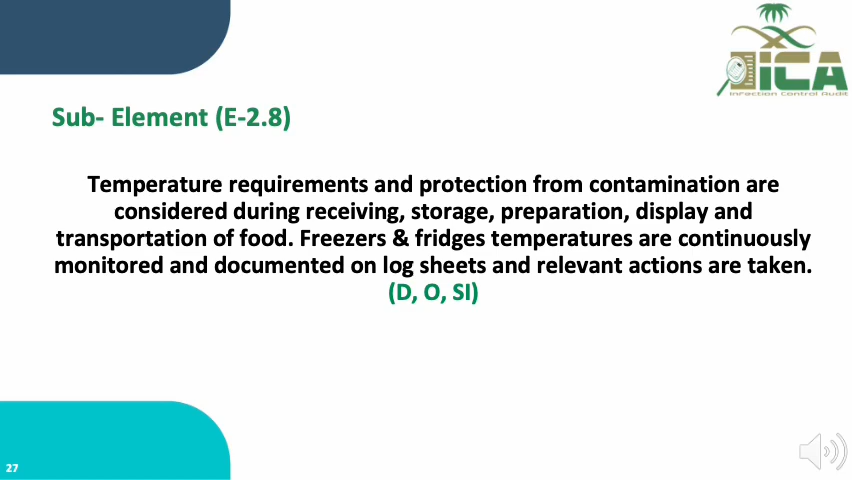 iCA
Infection Control Audit
Sub- Element (E-2.8)
Temperature requirements and protection from contamination are
considered during receiving, storage, preparation, display and
transportation of food. Freezers & fridges temperatures are continuously
monitored and documented on log sheets and relevant actions are taken.
(D, O, SI)
27